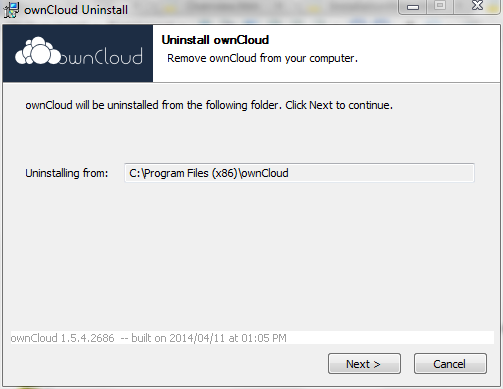 ownCloud Uninstall
ownCloud
Uninstall ownCloud
Remove ownCloud from your computer.
ownCloud will be uninstalled from the following folder. Click Next to continue.
Uninstalling from:
C:\Program Files (x86)\ownCloud
ownCloud 1.5.4.2686 -- built on 2014/04/11 at 01:05 PM
Next >
Cancel